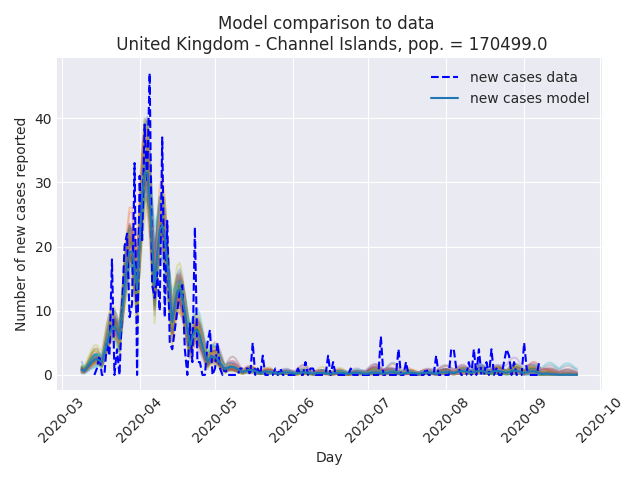 Model comparison to data
United Kingdom - Channel Islands, pop. = 170499.0
new cases data
new cases model
Number of new cases reported
40
30
20
10
0
2020-03
2020-04
2020-05
2020-06
2020-07
2020-08
2020-09
2020-10
Day